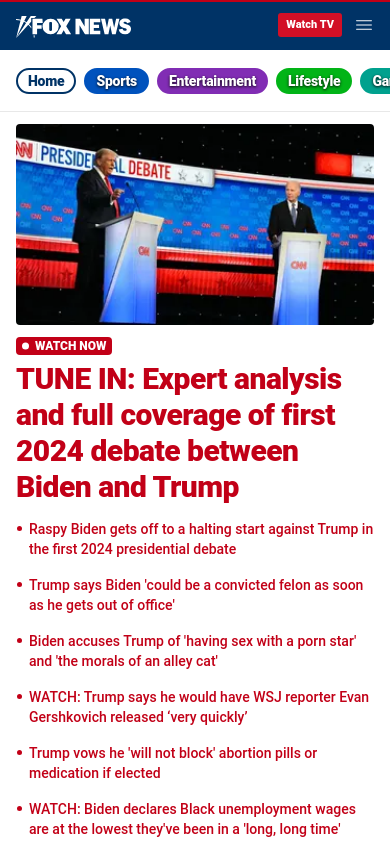 FOX NEWS
Watch TV
Home
Sports
Entertainment
Lifestyle
Ga
NN PRESIDENTIAL DEBATE
CNN
CNN
WATCH NOW
TUNE IN: Expert analysis
and full coverage of first
2024 debate between
Biden and Trump
• Raspy Biden gets off to a halting start against Trump in
the first 2024 presidential debate
• Trump says Biden 'could be a convicted felon as soon
as he gets out of office'
• Biden accuses Trump of 'having sex with a porn star'
and 'the morals of an alley cat'
• WATCH: Trump says he would have WSJ reporter Evan
Gershkovich released ‘very quickly’
• Trump vows he 'will not block' abortion pills or
medication if elected
• WATCH: Biden declares Black unemployment wages
are at the lowest they've been in a 'long, long time'